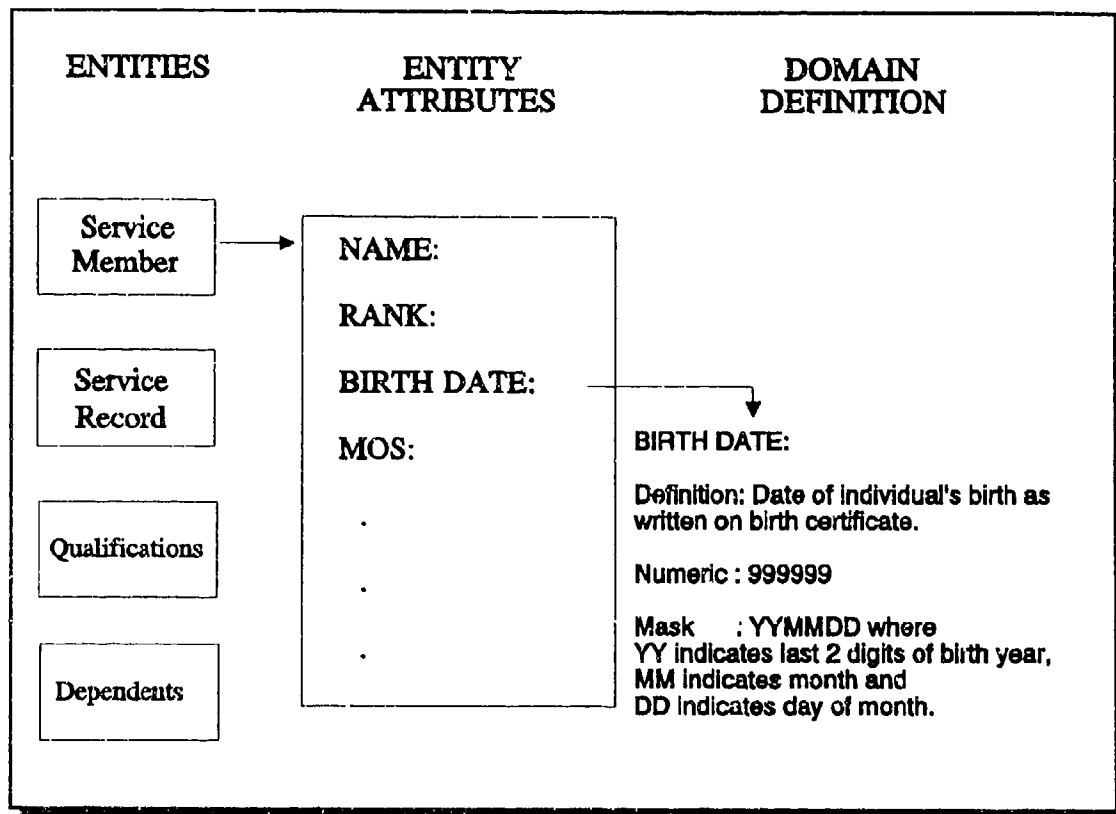 ENTITIES
ENTITY
ATTRIBUTES
DOMAIN
DEFINITION
Service
Member
Service
Record
Qualifications
Dependents
NAME:
RANK:
BIRTH DATE:
MOS:
.
.
.
BIRTH DATE:
Definition: Date of individual's birth as
written on birth certificate.
Numeric : 999999
Mask : YYMMDD where
YY indicates last 2 digits of birth year,
MM indicates month and
DD indicates day of month.